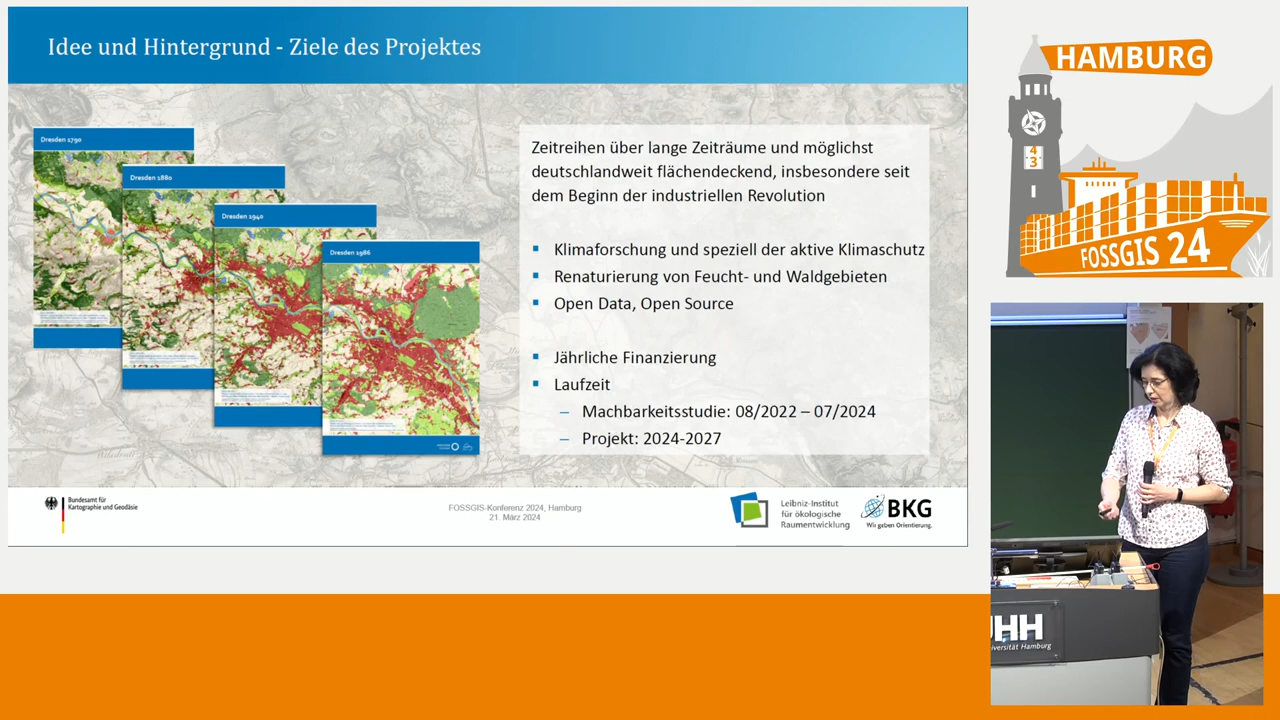 Idee und Hintergrund - Ziele des Projektes
Dresden 1790
Dresden 1880
Dresden 1940
Dresden 1986
Zeitreihen über lange Zeiträume und möglichst
deutschlandweit flächendeckend, insbesondere seit
dem Beginn der industriellen Revolution
▪ Klimaforschung und speziell der aktive Klimaschutz
▪ Renaturierung von Feucht- und Waldgebieten
▪ Open Data, Open Source
▪ Jährliche Finanzierung
▪ Laufzeit
– Machbarkeitsstudie: 08/2022 – 07/2024
– Projekt: 2024-2027
Bundesamt für
Kartographie und Geodäsie
FOSSGIS-Konferenz 2024, Hamburg
21. März 2024
Leibniz-Institut
für ökologische
Raumentwicklung
BKG
Wir geben Orientierung.
HAMBURG
4
3
FOSSGIS 24
UHH
iversität Hamburg